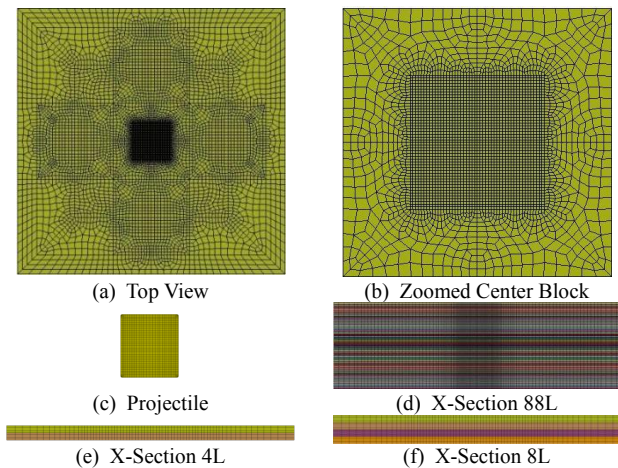 (a) Top View
(b) Zoomed Center Block
(c) Projectile
(d) X-Section 88L
(e) X-Section 4L
(f) X-Section 8L